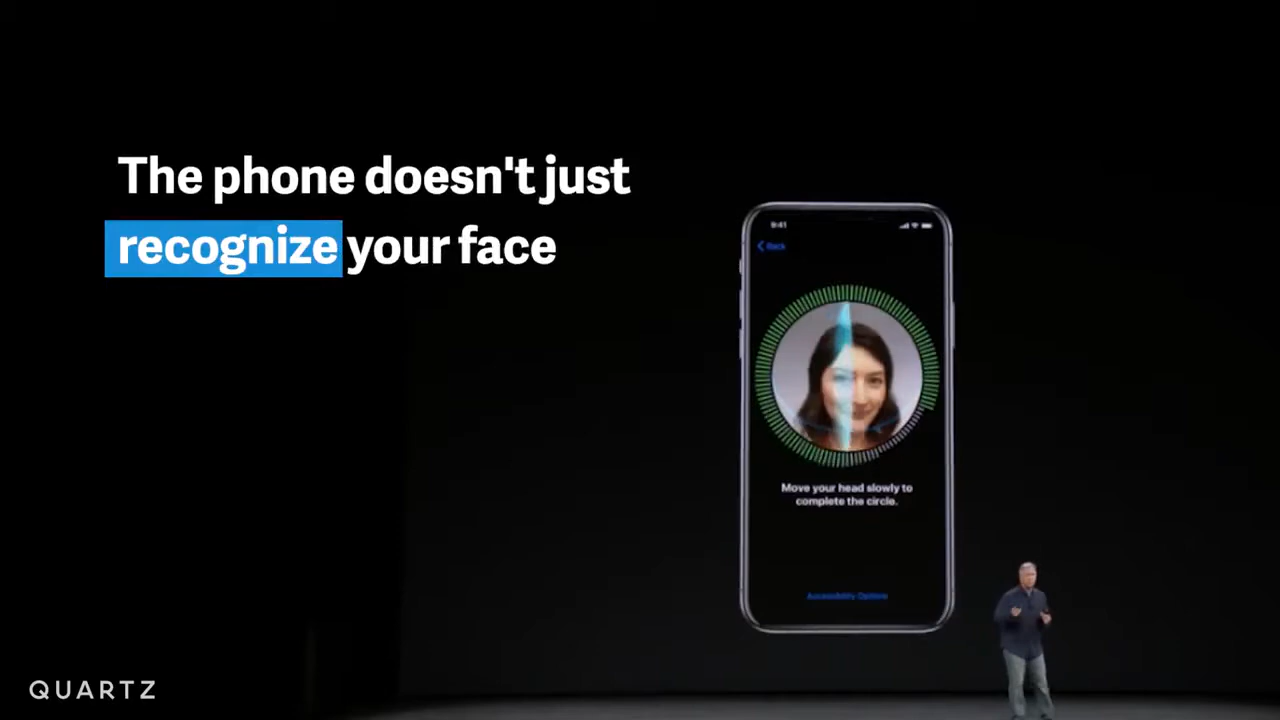 The phone doesn't just
recognize your face
9:41
Back
Move your head slowly to
complete the circle.
Accessibility Options
QUARTZ